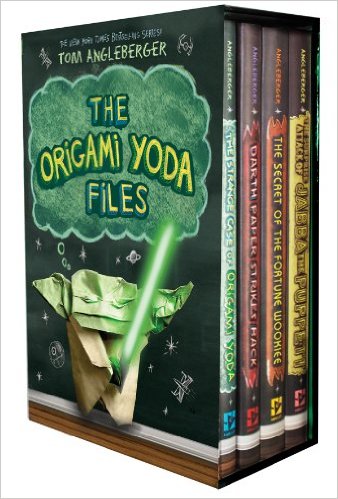 THE NEW YORK TIMES BESTSELLING SERIES!
TOM ANGLEBERGER
THE
ORIGAMI YODA
FILES
ANGLEBERGER
THE STRANGE CASE OF ORIGAMI YODA
ANGLEBERGER
DARTH PAPER STRIKES BACK
ANGLEBERGER
THE SECRET OF THE FORTUNE WOOKIEE
ANGLEBERGER
THE SURPRISE
ATTACK OF
JABBA THE PUPPETT